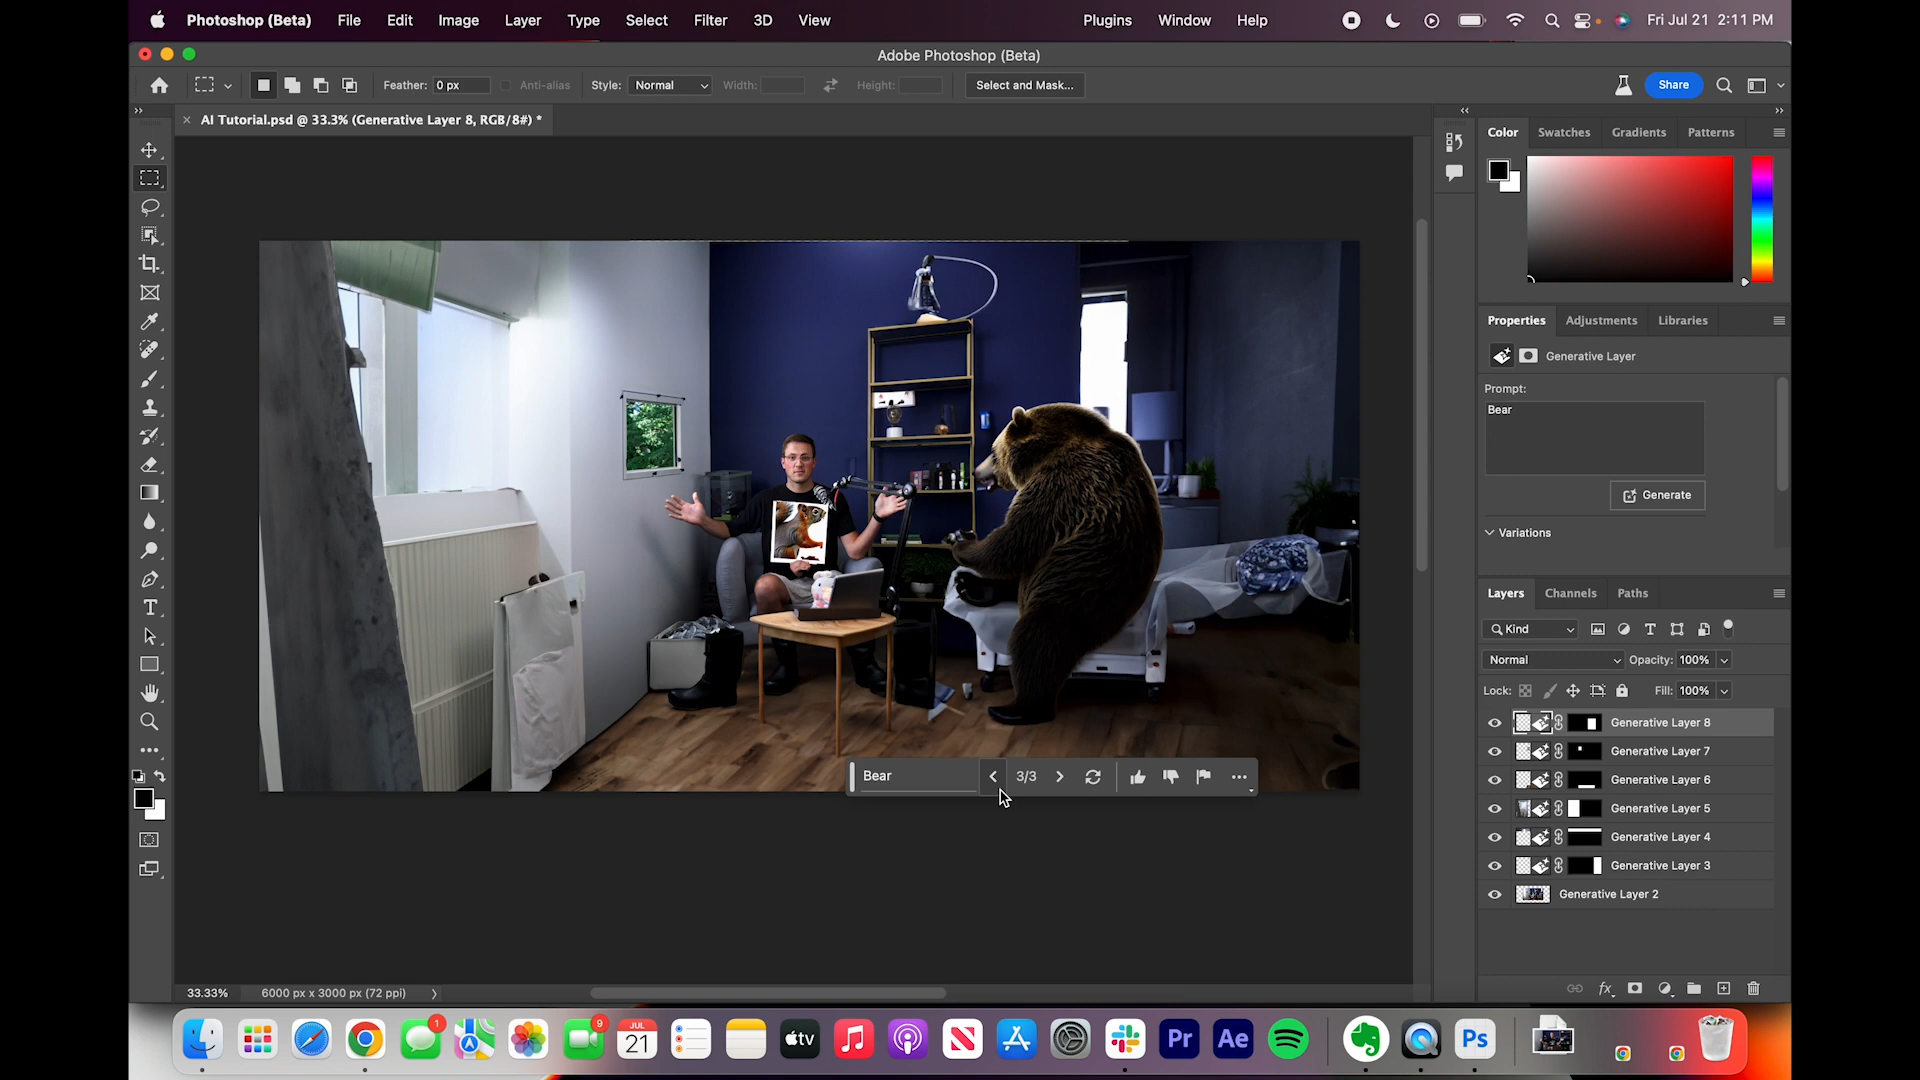 Photoshop (Beta) File Edit Image Layer Type Select Filter 3D View Plugins Window Help Fri Jul 21 2:11 PM
Adobe Photoshop (Beta)
Feather: 0 px Anti-alias Style: Normal Width: Height: Select and Mask... Share
AI Tutorial.psd @ 33.3% (Generative Layer 8, RGB/8#) *
Color Swatches Gradients Patterns
Properties Adjustments Libraries
Generative Layer
Prompt:
Bear
Generate
Variations
Layers Channels Paths
Kind
Normal Opacity: 100%
Lock: Fill: 100%
Generative Layer 8
Generative Layer 7
Generative Layer 6
Generative Layer 5
Generative Layer 4
Generative Layer 3
Generative Layer 2
Bear 3/3
33.33% 6000 px x 3000 px (72 ppi)
fx
1
9
JUL
21
tv
Pr
Ae
Ps